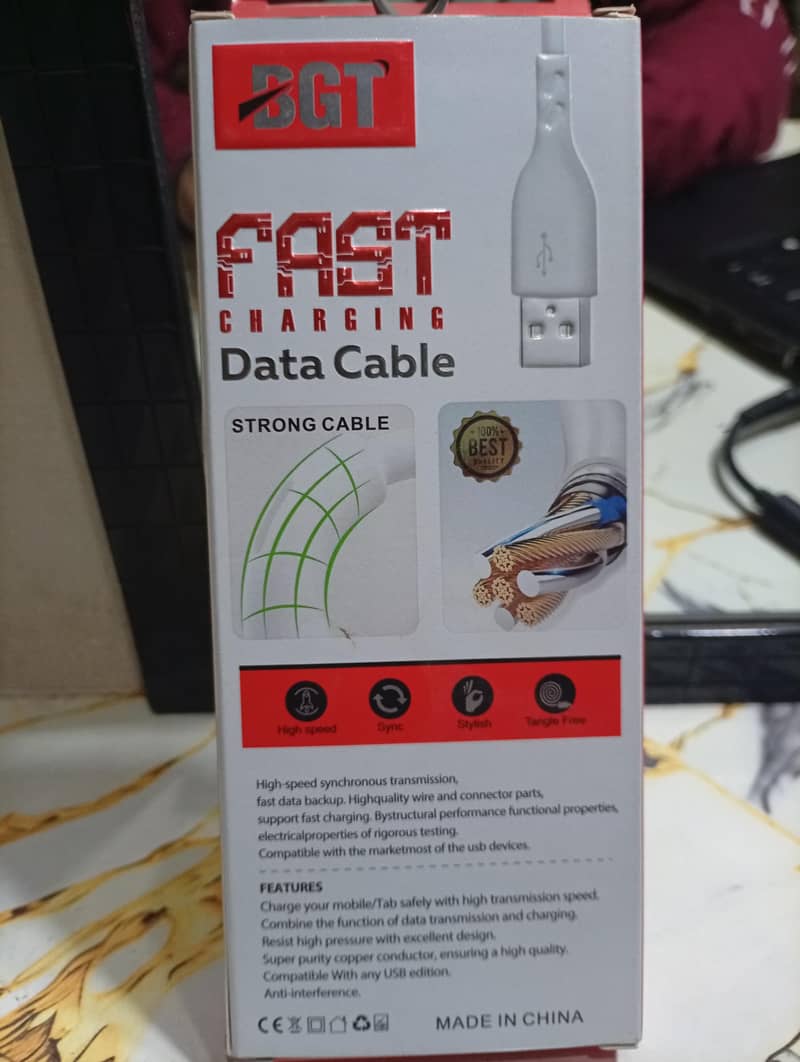 BGT
FAST
CHARGING
Data Cable
STRONG CABLE
100%
BEST
QUALITY
High speed
Sync
Stylish
Tangle Free
High-speed synchronous transmission,
fast data backup. Highquality wire and connector parts,
support fast charging. Bystructural performance functional properties,
electricalproperties of rigorous testing.
Compatible with the marketmost of the usb devices.
FEATURES
Charge your mobile/Tab safely with high transmission speed.
Combine the function of data transmission and charging.
Resist high pressure with excellent design.
Super purity copper conductor, ensuring a high quality.
Compatible With any USB edition.
Anti-interference.
CE
MADE IN CHINA